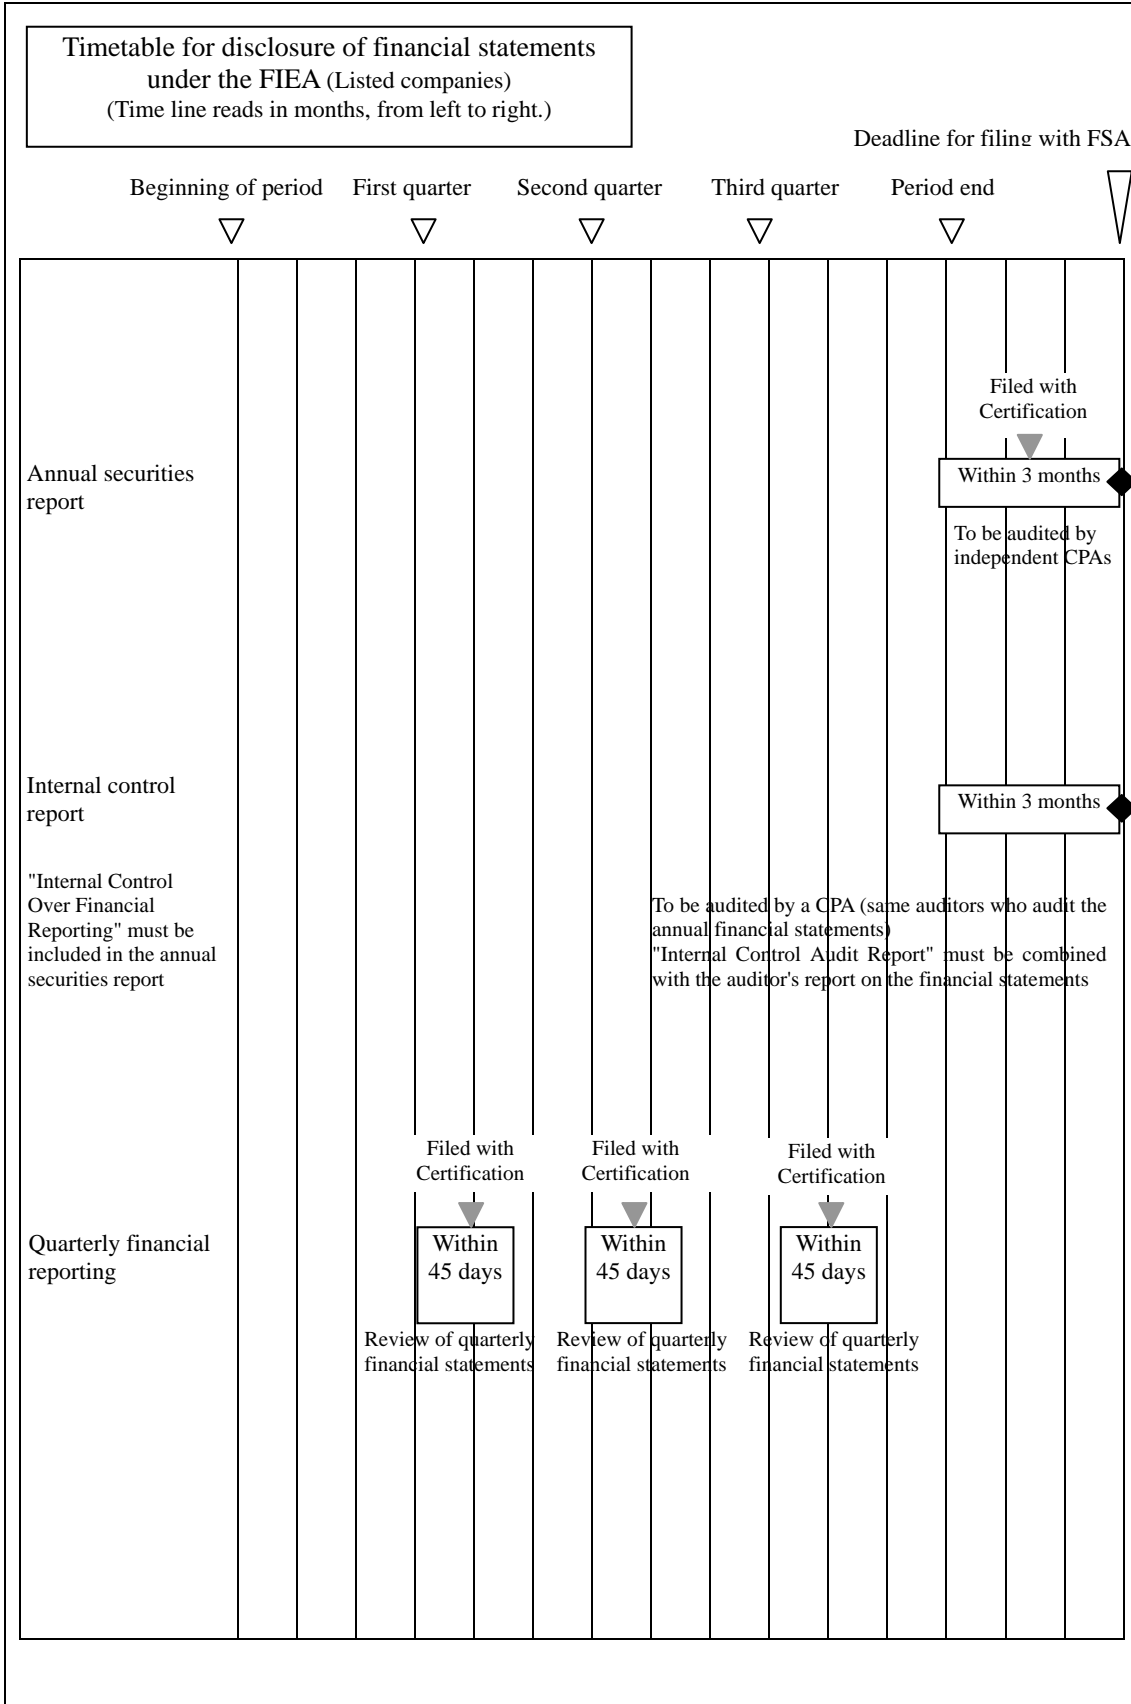 Timetable for disclosure of financial statements
under the FIEA (Listed companies)
(Time line reads in months, from left to right.)
Deadline for filing with FSA
Beginning of period First quarter Second quarter Third quarter Period end
Filed with
Certification
Annual securities
report
Within 3 months
To be audited by
independent CPAs
Internal control
report
Within 3 months
"Internal Control
Over Financial
Reporting" must be
included in the annual
securities report
To be audited by a CPA (same auditors who audit the
annual financial statements)
"Internal Control Audit Report" must be combined
with the auditor's report on the financial statements
Filed with
Certification
Filed with
Certification
Filed with
Certification
Quarterly financial
reporting
Within
45 days
Within
45 days
Within
45 days
Review of quarterly
financial statements
Review of quarterly
financial statements
Review of quarterly
financial statements